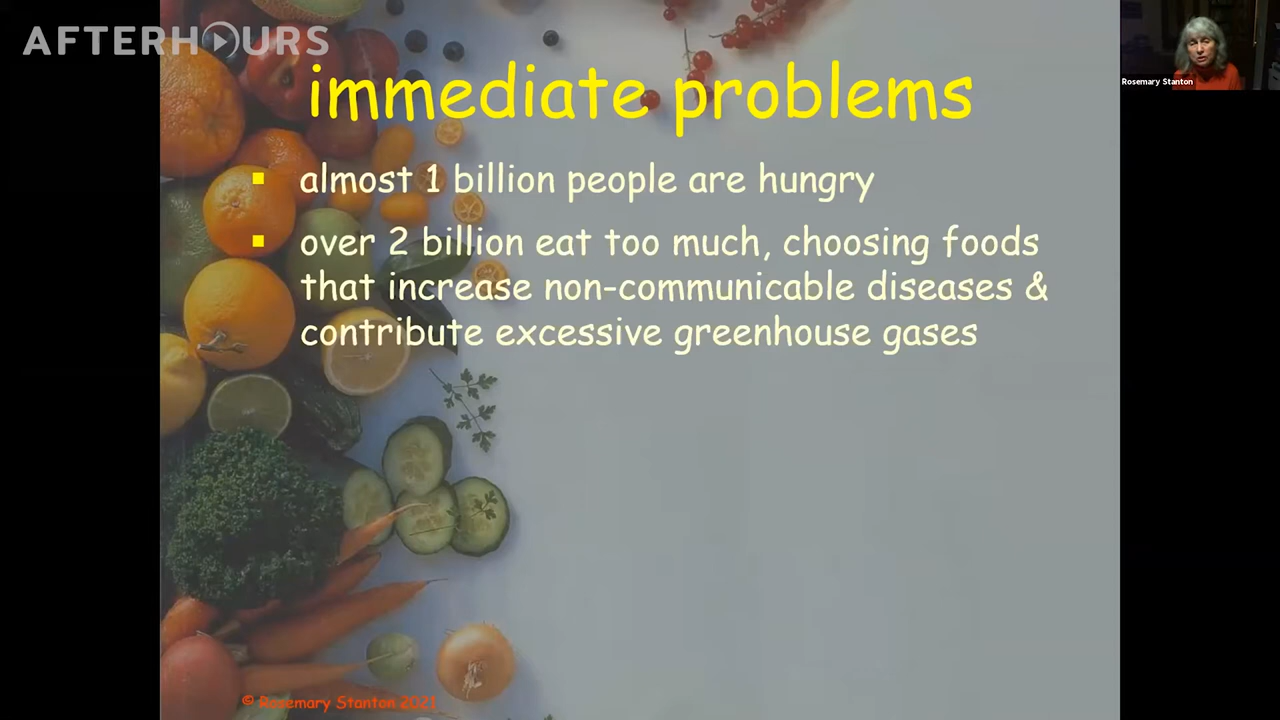 AFTERHOURS
Rosemary Stanton
immediate problems
almost 1 billion people are hungry
over 2 billion eat too much, choosing foods
that increase non-communicable diseases &
contribute excessive greenhouse gases
© Rosemary Stanton 2021